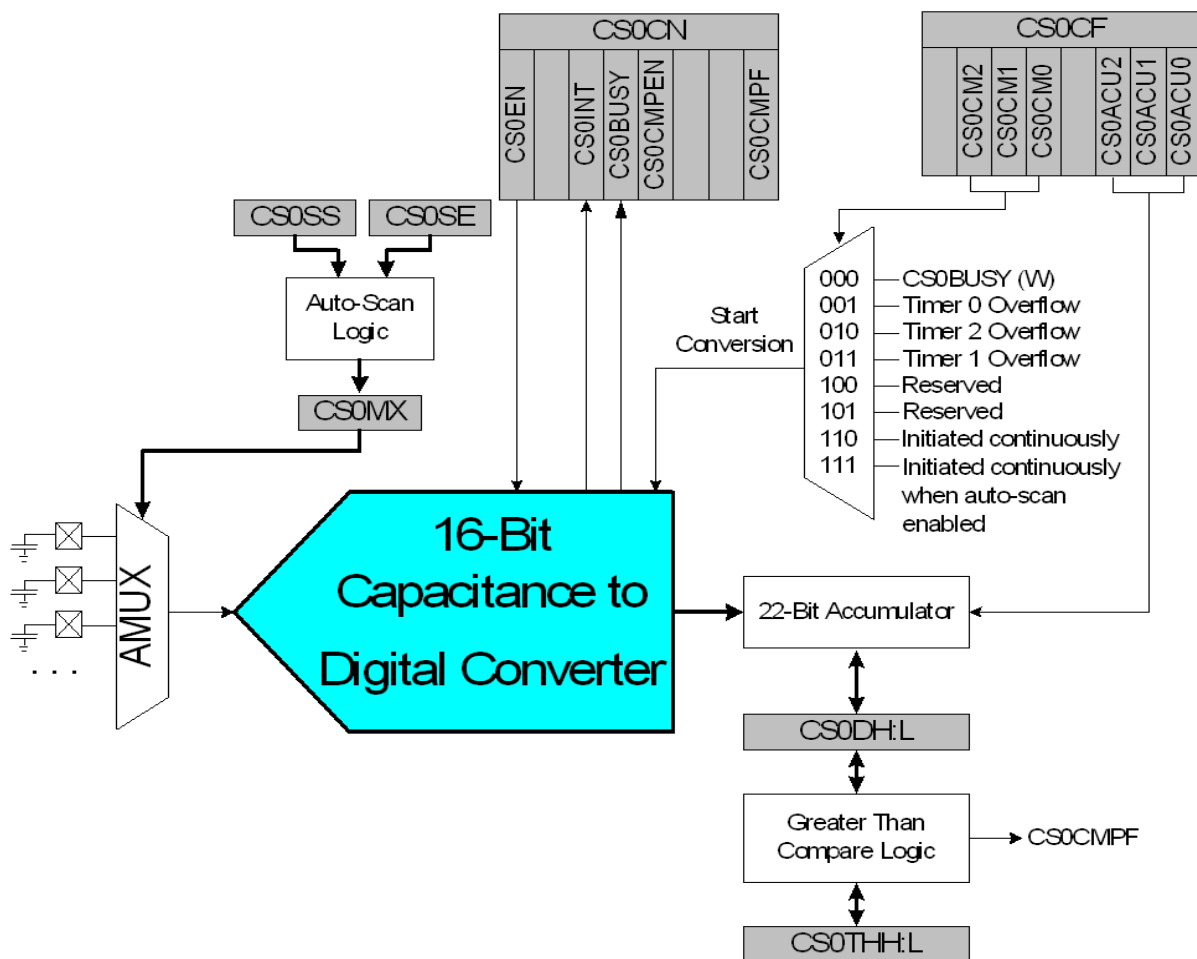 CS0CN
CS0EN
CS0INT
CS0BUSY
CS0CMPEN
CS0CMPF
CS0CF
CS0CM2
CS0CM1
CS0CM0
CS0ACU2
CS0ACU1
CS0ACU0
CS0SS
CS0SE
Auto-Scan
Logic
CS0MX
Start
Conversion
000 CS0BUSY (W)
001 Timer 0 Overflow
010 Timer 2 Overflow
011 Timer 1 Overflow
100 Reserved
101 Reserved
110 Initiated continuously
111 Initiated continuously
when auto-scan
enabled
AMUX
. . .
16-Bit
Capacitance to
Digital Converter
22-Bit Accumulator
CS0DH:L
Greater Than
Compare Logic
CS0CMPF
CS0THH:L